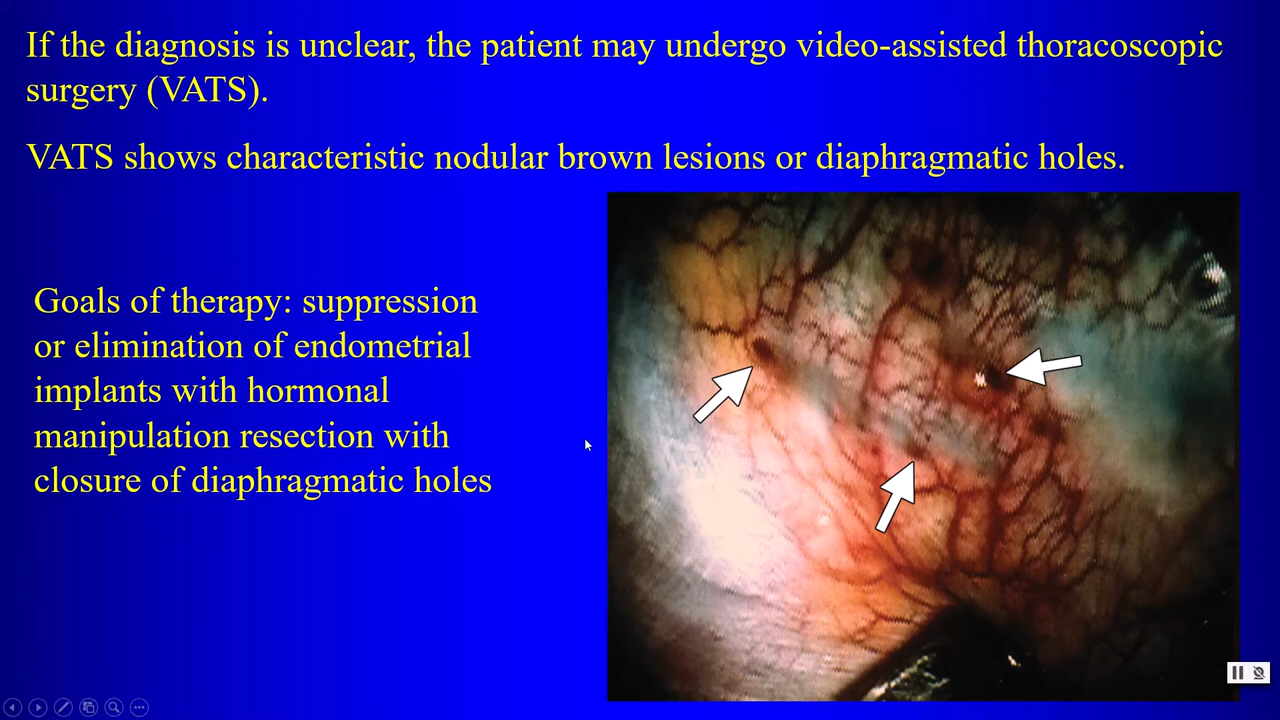 If the diagnosis is unclear, the patient may undergo video-assisted thoracoscopic
surgery (VATS).
VATS shows characteristic nodular brown lesions or diaphragmatic holes.
Goals of therapy: suppression
or elimination of endometrial
implants with hormonal
manipulation resection with
closure of diaphragmatic holes